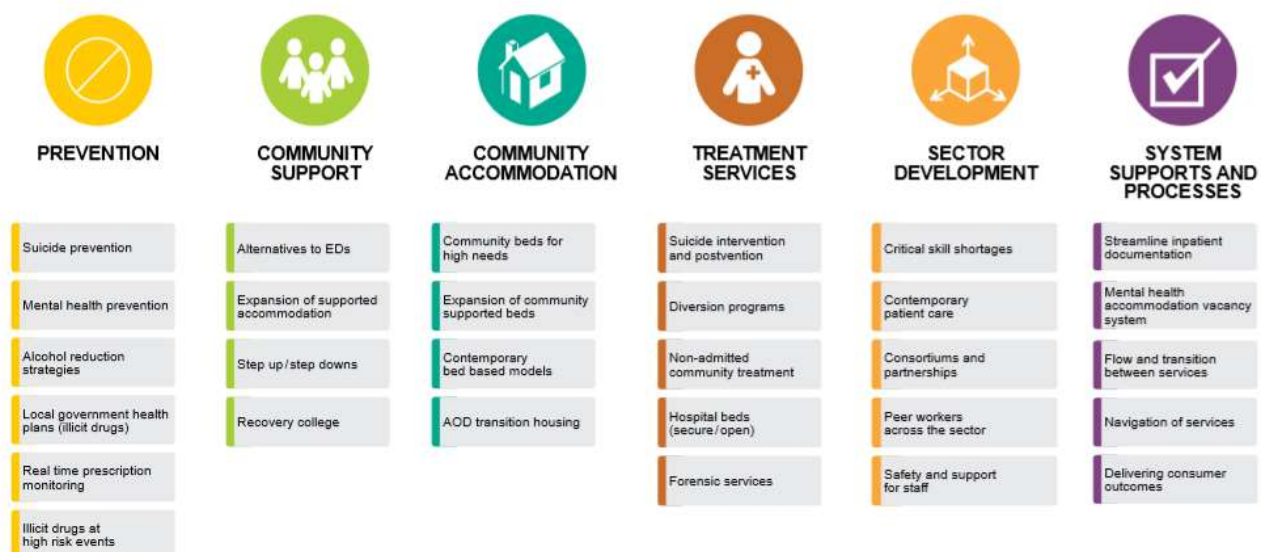 PREVENTION
Suicide prevention
Mental health prevention
Alcohol reduction
strategies
Local government health
plans (illicit drugs)
Real time prescription
monitoring
Illicit drugs at
high risk events
COMMUNITY
SUPPORT
Alternatives to EDs
Expansion of supported
accommodation
Step up/step downs
Recovery college
COMMUNITY
ACCOMMODATION
Community beds for
high needs
Expansion of community
supported beds
Contemporary
bed based models
AOD transition housing
TREATMENT
SERVICES
Suicide intervention
and postvention
Diversion programs
Non-admitted
community treatment
Hospital beds
(secure/open)
Forensic services
SECTOR
DEVELOPMENT
Critical skill shortages
Contemporary
patient care
Consortiums and
partnerships
Peer workers
across the sector
Safety and support
for staff
SYSTEM
SUPPORTS AND
PROCESSES
Streamline inpatient
documentation
Mental health
accommodation vacancy
system
Flow and transition
between services
Navigation of services
Delivering consumer
outcomes